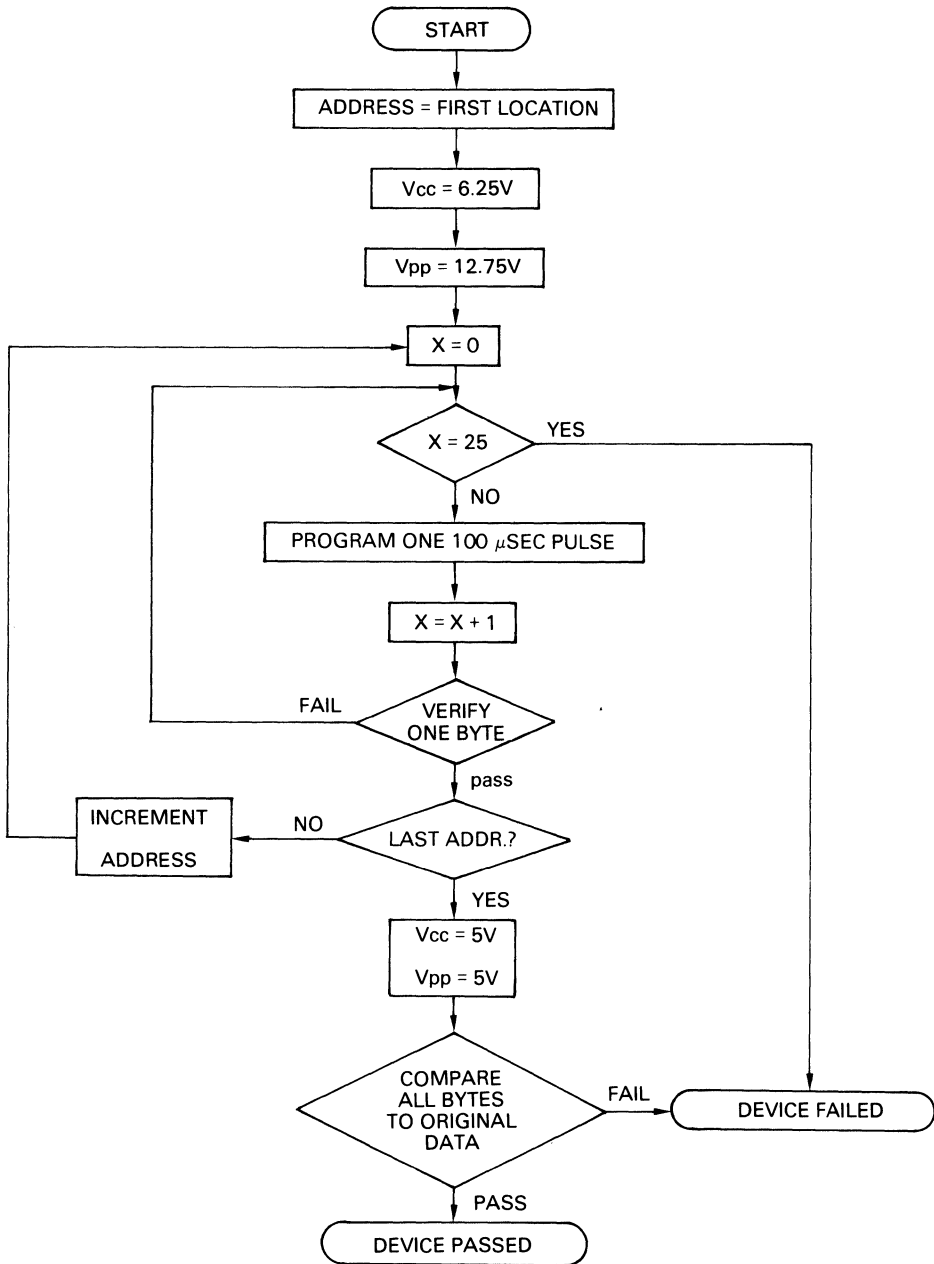 START
ADDRESS = FIRST LOCATION
Vcc = 6.25V
Vpp = 12.75V
X = 0
X = 25
YES
NO
PROGRAM ONE 100 μSEC PULSE
X = X + 1
FAIL
VERIFY
ONE BYTE
pass
INCREMENT
ADDRESS
NO
LAST ADDR.?
YES
Vcc = 5V
Vpp = 5V
COMPARE
ALL BYTES
TO ORIGINAL
DATA
FAIL
DEVICE FAILED
PASS
DEVICE PASSED